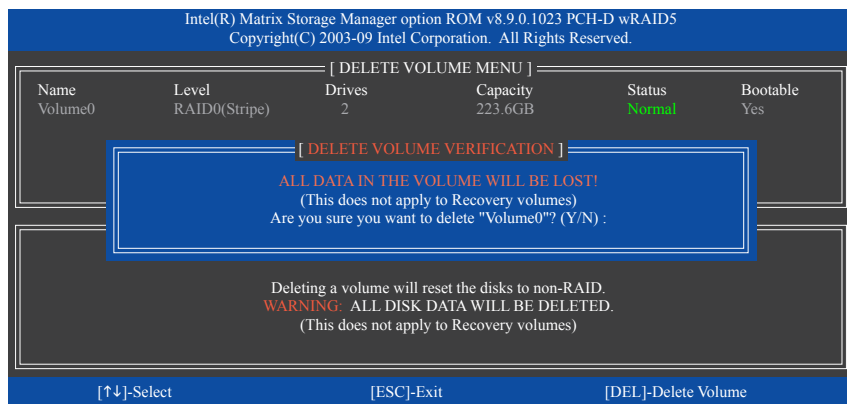 Intel(R) Matrix Storage Manager option ROM v8.9.0.1023 PCH-D wRAID5
Copyright(C) 2003-09 Intel Corporation. All Rights Reserved.
[ DELETE VOLUME MENU ]
Name Level Drives Capacity Status Bootable
Volume0 RAID0(Stripe) 2 223.6GB Normal Yes
[ DELETE VOLUME VERIFICATION ]
ALL DATA IN THE VOLUME WILL BE LOST!
(This does not apply to Recovery volumes)
Are you sure you want to delete "Volume0"? (Y/N) :
Deleting a volume will reset the disks to non-RAID.
WARNING: ALL DISK DATA WILL BE DELETED.
(This does not apply to Recovery volumes)
[↑↓]-Select [ESC]-Exit [DEL]-Delete Volume